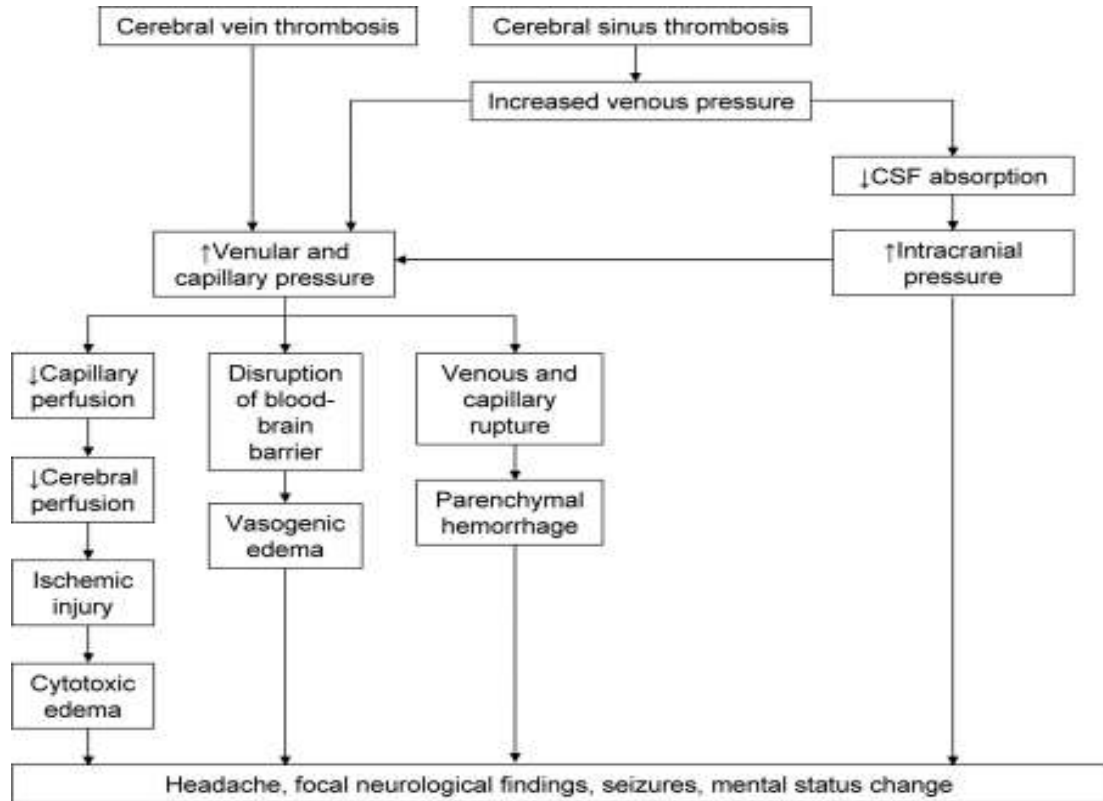 Cerebral vein thrombosis
Cerebral sinus thrombosis
Increased venous pressure
↓CSF absorption
↑Venular and
capillary pressure
↑Intracranial
pressure
↓Capillary
perfusion
Disruption
of blood-
brain
barrier
Venous and
capillary
rupture
↓Cerebral
perfusion
Vasogenic
edema
Parenchymal
hemorrhage
Ischemic
injury
Cytotoxic
edema
Headache, focal neurological findings, seizures, mental status change